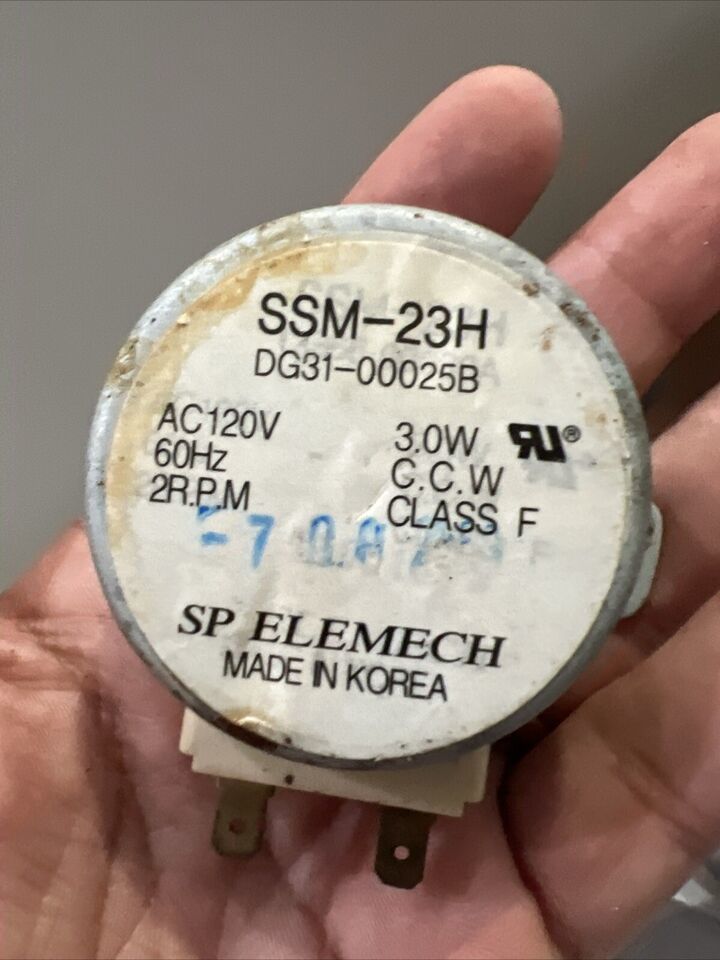 SSM-23H
DG31-00025B
AC120V 3.0W
60Hz C.C.W
2R.P.M CLASS F
SP ELEMECH
MADE IN KOREA